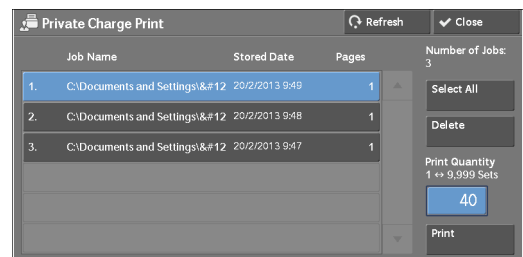 Private Charge Print
Refresh
Close
Job Name Stored Date Pages
1. C:\Documents and Settings\&#12 20/2/2013 9:49 1
2. C:\Documents and Settings\&#12 20/2/2013 9:48 1
3. C:\Documents and Settings\&#12 20/2/2013 9:47 1
Number of Jobs:
3
Select All
Delete
Print Quantity
1 ↔ 9,999 Sets
40
Print